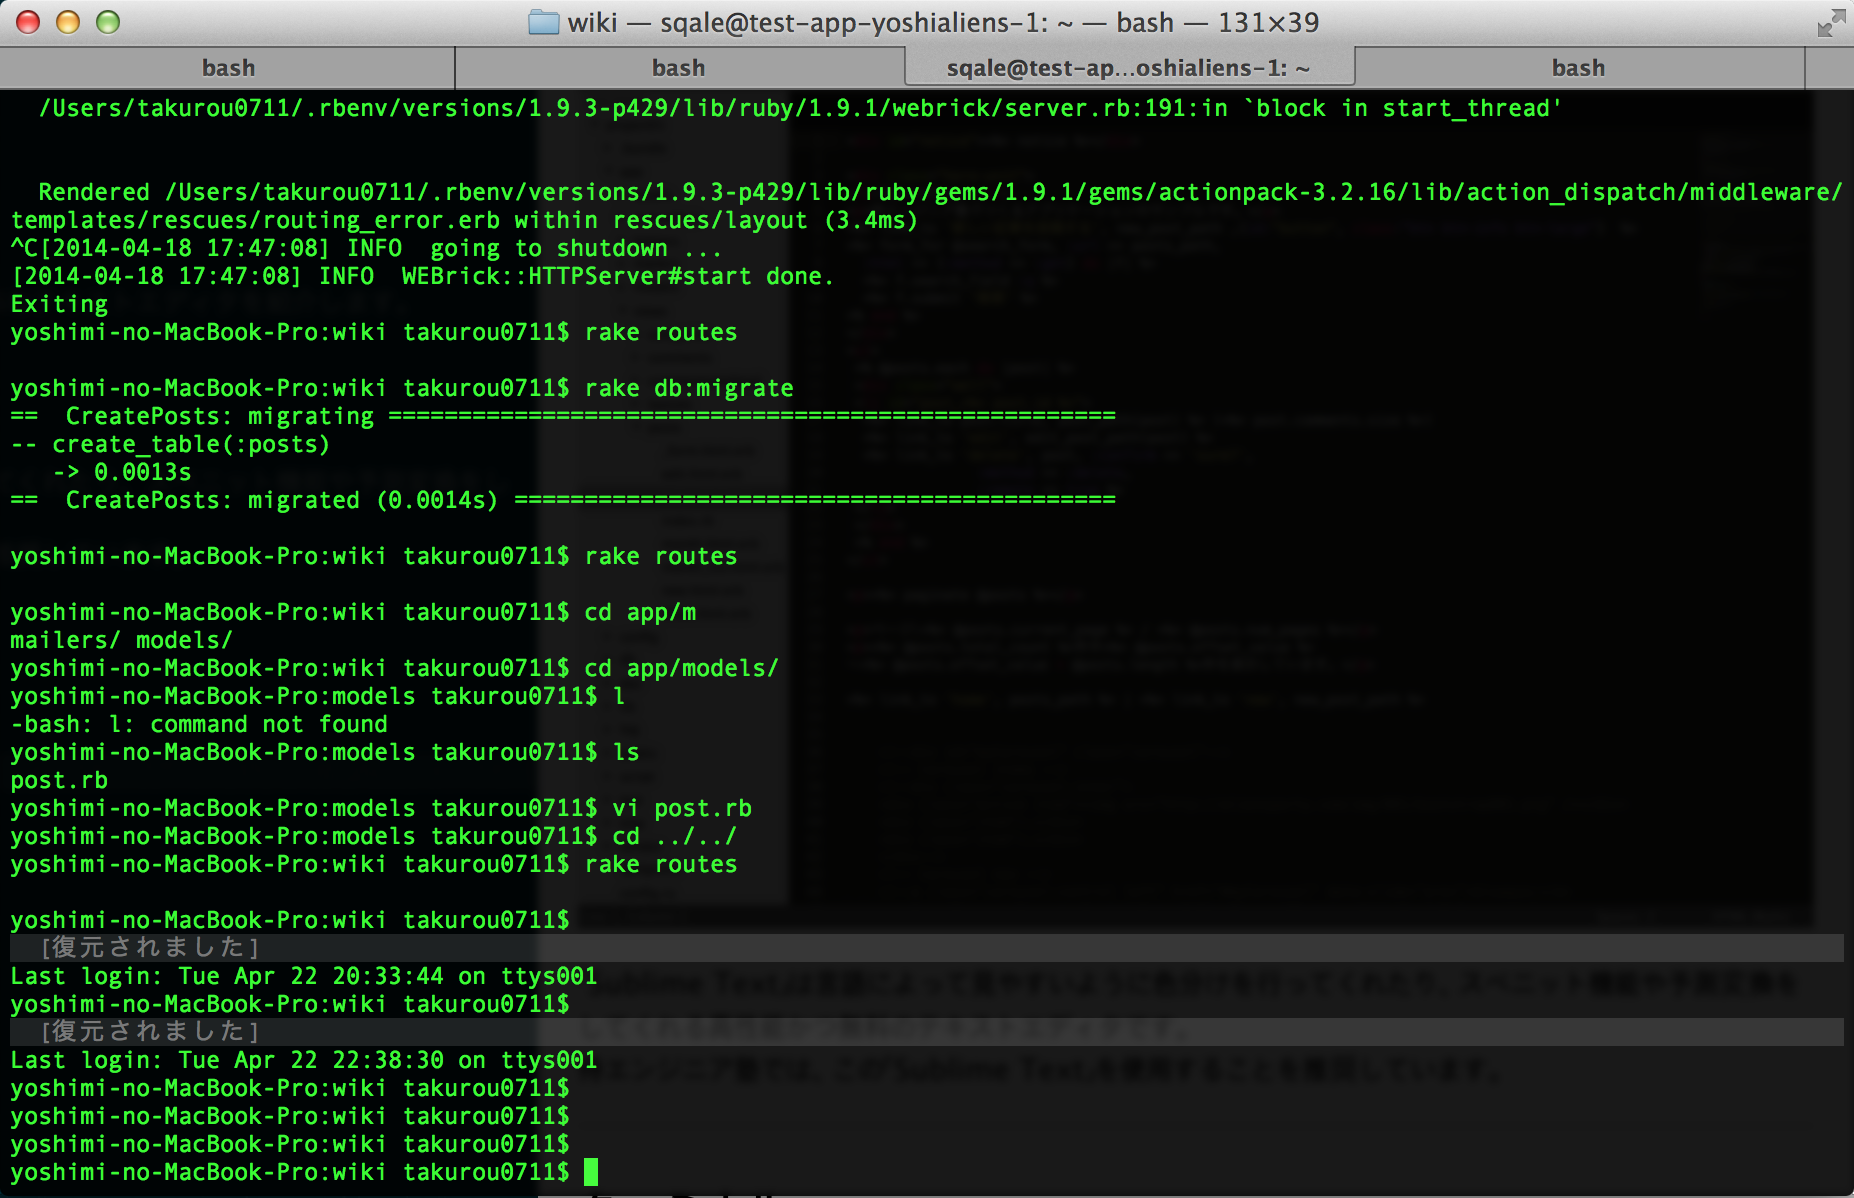 wiki — sqale@test-app-yoshialiens-1: ~ — bash — 131×39
bash bash sqale@test-ap...oshialiens-1: ~ bash
/Users/takurou0711/.rbenv/versions/1.9.3-p429/lib/ruby/1.9.1/webrick/server.rb:191:in `block in start_thread'
Rendered /Users/takurou0711/.rbenv/versions/1.9.3-p429/lib/ruby/gems/1.9.1/gems/actionpack-3.2.16/lib/action_dispatch/middleware/
templates/rescues/routing_error.erb within rescues/layout (3.4ms)
^C[2014-04-18 17:47:08] INFO  going to shutdown ...
[2014-04-18 17:47:08] INFO  WEBrick::HTTPServer#start done.
Exiting
yoshimi-no-MacBook-Pro:wiki takurou0711$ rake routes
yoshimi-no-MacBook-Pro:wiki takurou0711$ rake db:migrate
==  CreatePosts: migrating ====================================================
-- create_table(:posts)
   -> 0.0013s
==  CreatePosts: migrated (0.0014s) ===========================================
yoshimi-no-MacBook-Pro:wiki takurou0711$ rake routes
yoshimi-no-MacBook-Pro:wiki takurou0711$ cd app/m
mailers/ models/
yoshimi-no-MacBook-Pro:wiki takurou0711$ cd app/models/
yoshimi-no-MacBook-Pro:models takurou0711$ l
-bash: l: command not found
yoshimi-no-MacBook-Pro:models takurou0711$ ls
post.rb
yoshimi-no-MacBook-Pro:models takurou0711$ vi post.rb
yoshimi-no-MacBook-Pro:models takurou0711$ cd ../../
yoshimi-no-MacBook-Pro:wiki takurou0711$ rake routes
yoshimi-no-MacBook-Pro:wiki takurou0711$
[復元されました]
Last login: Tue Apr 22 20:33:44 on ttys001
yoshimi-no-MacBook-Pro:wiki takurou0711$
[復元されました]
Last login: Tue Apr 22 22:38:30 on ttys001
yoshimi-no-MacBook-Pro:wiki takurou0711$
yoshimi-no-MacBook-Pro:wiki takurou0711$
yoshimi-no-MacBook-Pro:wiki takurou0711$
yoshimi-no-MacBook-Pro:wiki takurou0711$